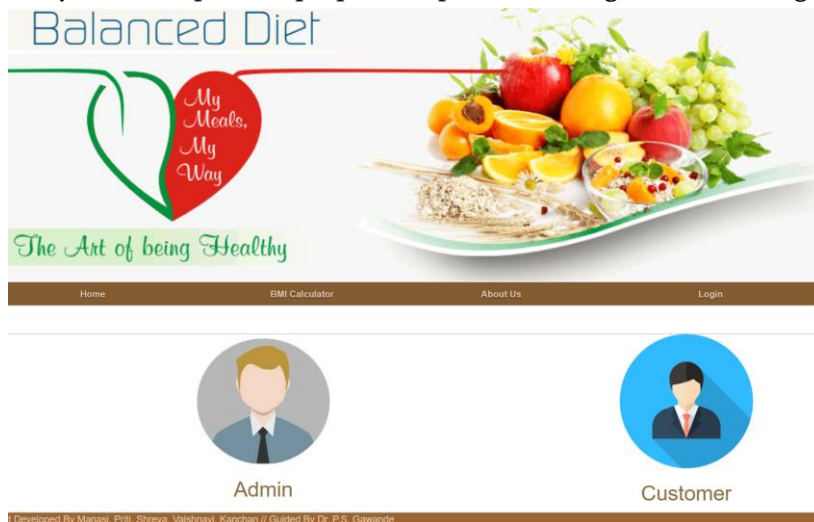 Balanced Diet
My
Meals,
My
Way
The Art of being Healthy
Home BMI Calculator About Us Login
Admin Customer
Developed By Manasi, Priti, Shreya, Vaishnavi, Kanchan // Guided By Dr. P.S. Gawande